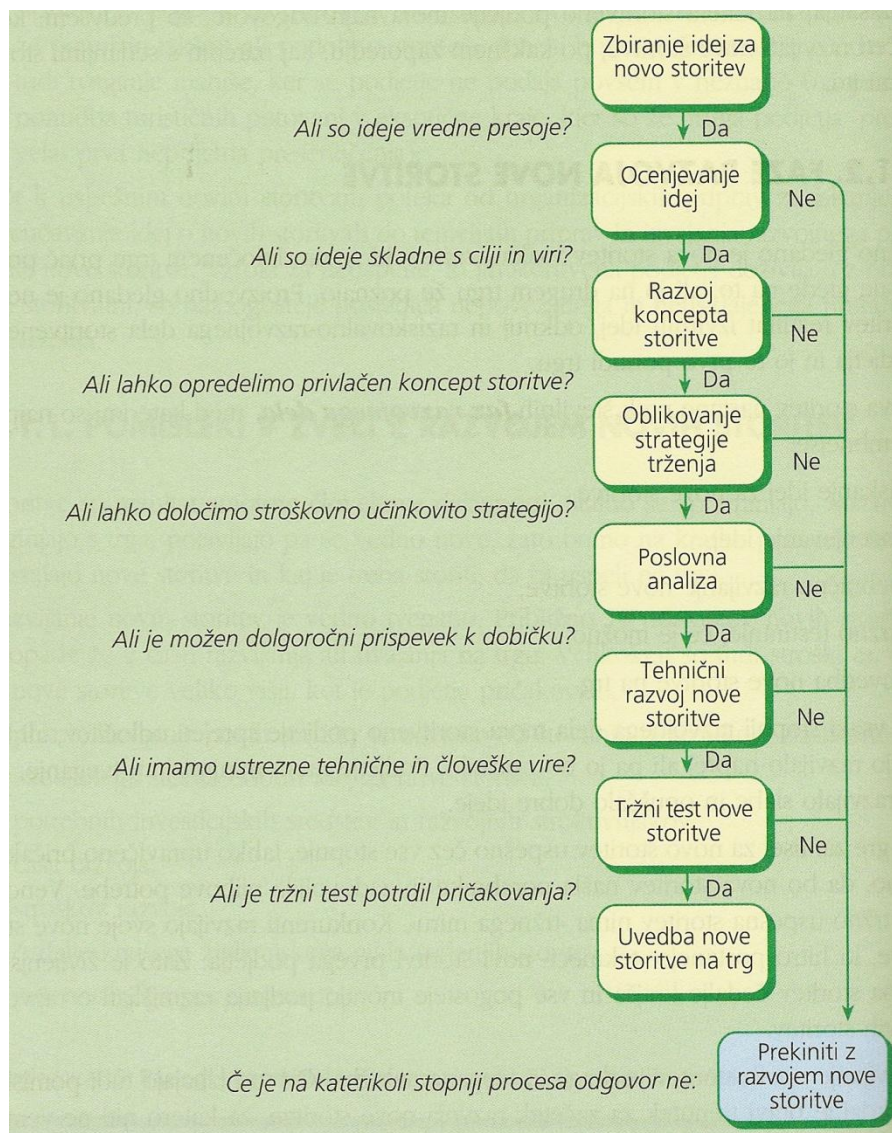 Zbiranje idej za
novo storitev
Ali so ideje vredne presoje?
Da
Ocenjevanje
idej
Ne
Ali so ideje skladne s cilji in viri?
Da
Razvoj
koncepta
storitve
Ne
Ali lahko opredelimo privlačen koncept storitve?
Da
Oblikovanje
strategije
trženja
Ne
Ali lahko določimo stroškovno učinkovito strategijo?
Da
Poslovna
analiza
Ne
Ali je možen dolgoročni prispevek k dobičku?
Da
Tehnični
razvoj nove
storitve
Ne
Ali imamo ustrezne tehnične in človeške vire?
Da
Tržni test nove
storitve
Ne
Ali je tržni test potrdil pričakovanja?
Da
Uvedba nove
storitve na trg
Če je na katerikoli stopnji procesa odgovor ne:
Prekiniti z
razvojem nove
storitve